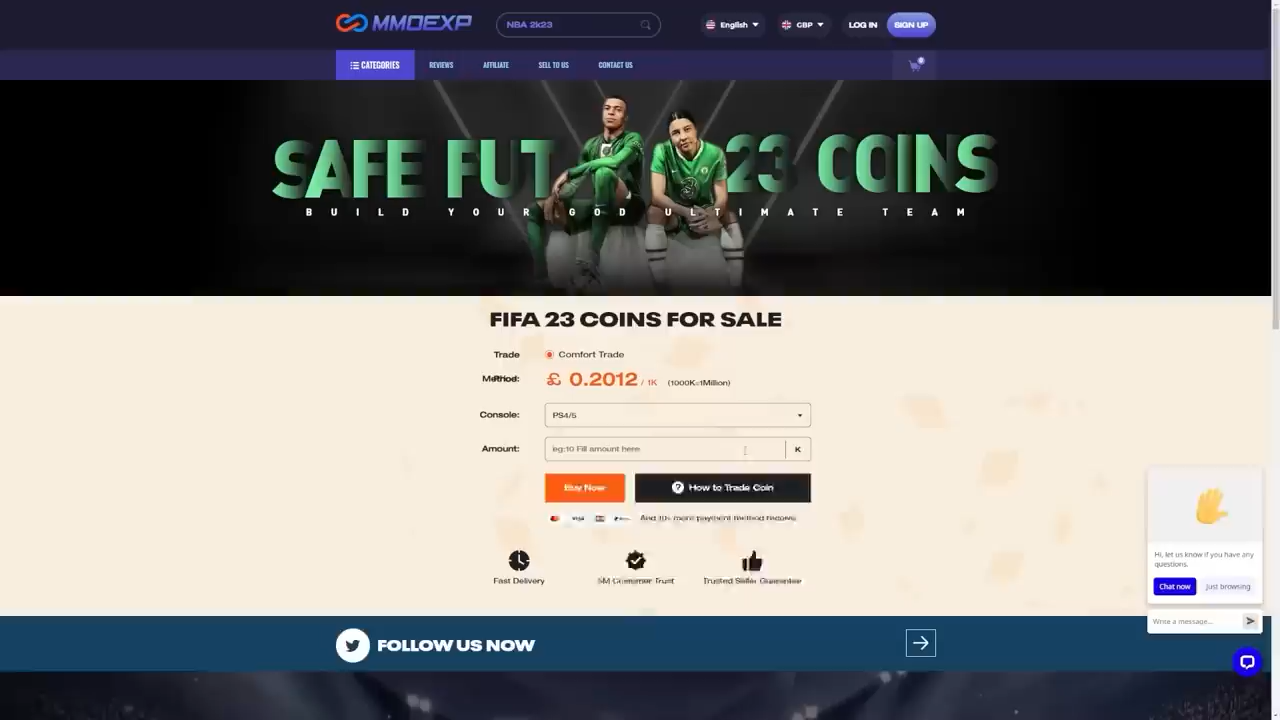 MMOEXP
NBA 2k23
English
GBP
LOG IN
SIGN UP
0
CATEGORIES
REVIEWS
AFFILIATE
SELL TO US
CONTACT US
SAFE FUT 23 COINS
BUILD YOUR GOD ULTIMATE TEAM
FIFA 23 COINS FOR SALE
Trade
Comfort Trade
£ 0.2012 / 1K (1000K=1Million)
Console:
PS4/5
Amount:
eg:10 Fill amount here
K
Buy Now
? How to Trade Coin
VISA
And 10+ more payment method
Fast Delivery
5M Customer Trust
Trusted Seller Guarantee
Hi, let us know if you have any
questions.
Chat now
Just browsing
Write a message...
FOLLOW US NOW